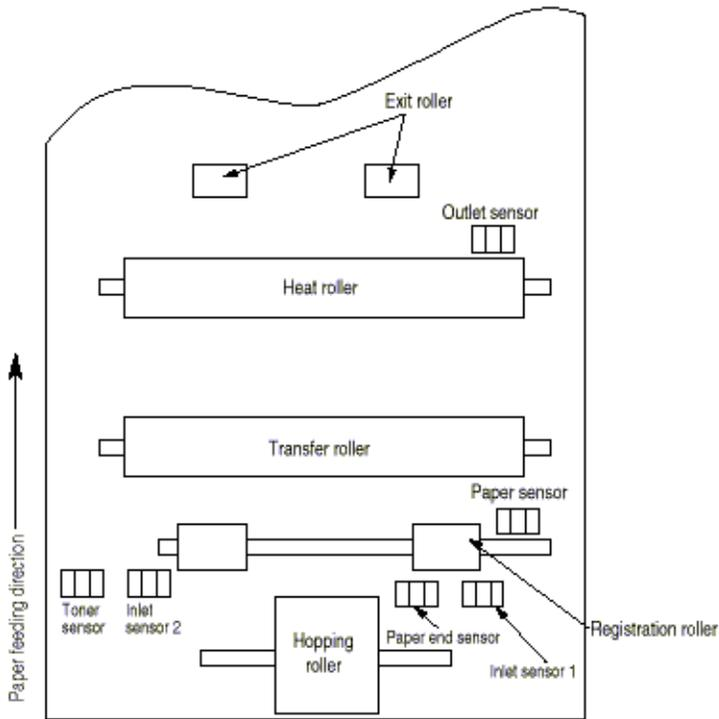 Exit roller
Outlet sensor
Heat roller
Transfer roller
Paper sensor
Toner
sensor
Inlet
sensor 2
Hopping
roller
Paper end sensor
Inlet sensor 1
Registration roller
Paper feeding direction